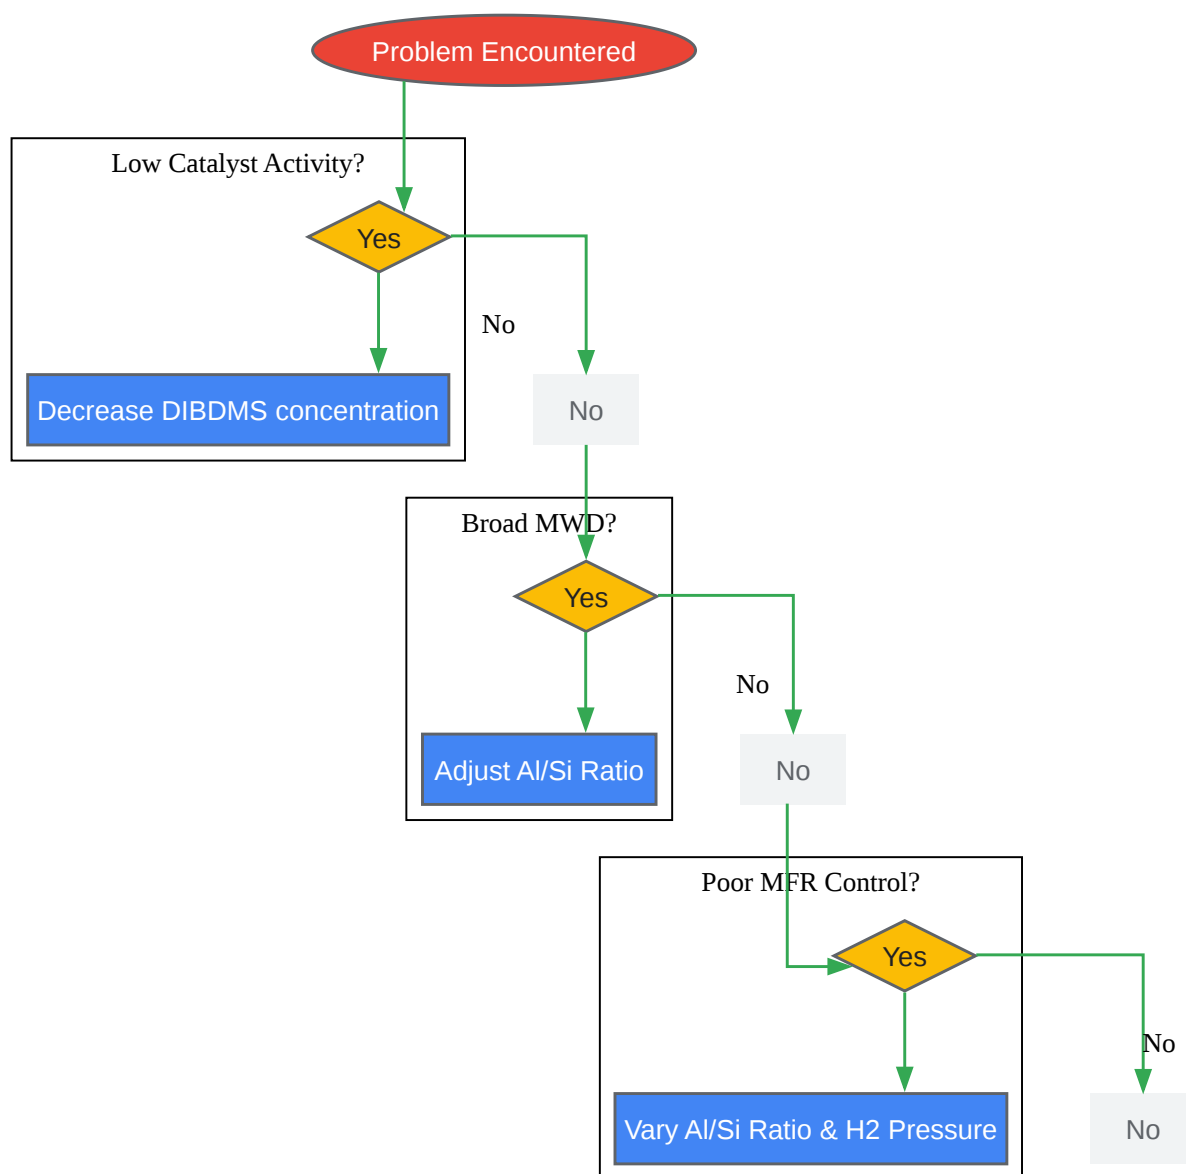 Problem Encountered
Low Catalyst Activity?
Yes
No
Decrease DIBDMS concentration
No
Broad MWD?
Yes
No
Adjust Al/Si Ratio
No
Poor MFR Control?
Yes
No
Vary Al/Si Ratio & H2 Pressure
No